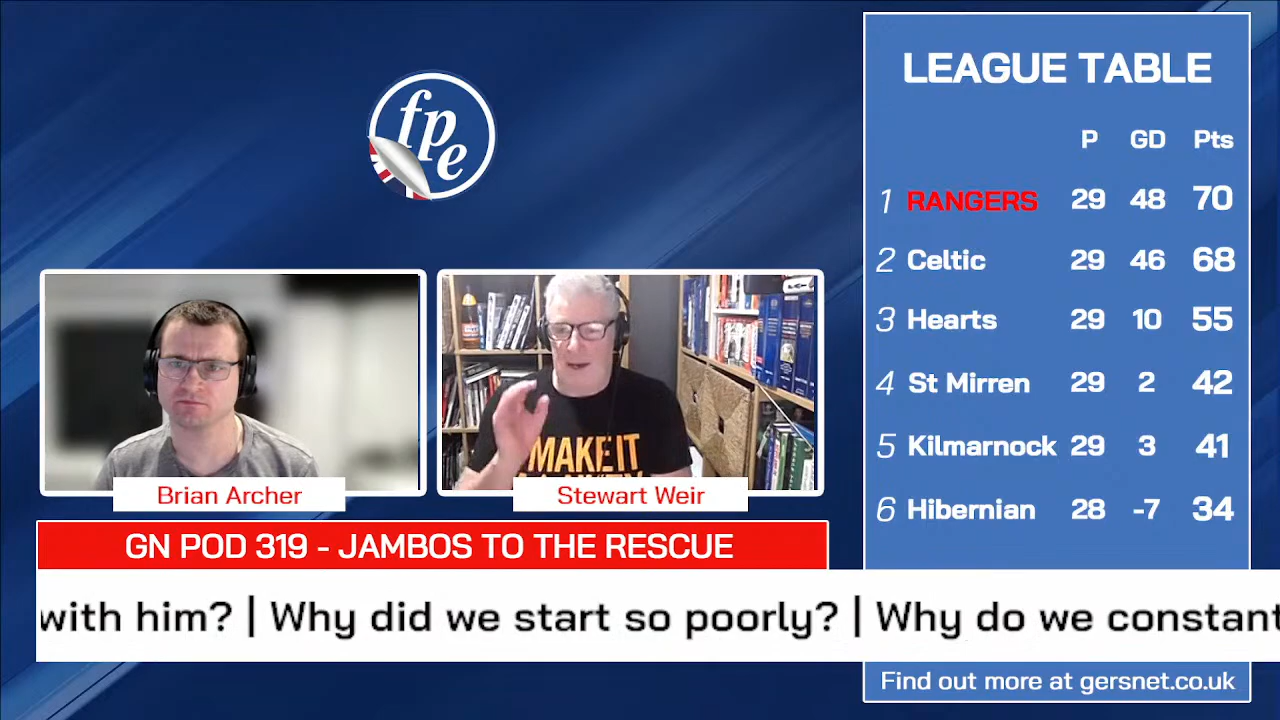 fpe
MAKE IT
Brian Archer
Stewart Weir
GN POD 319 - JAMBOS TO THE RESCUE
with him? | Why did we start so poorly? | Why do we constant
LEAGUE TABLE
P GD Pts
1 RANGERS 29 48 70
2 Celtic 29 46 68
3 Hearts 29 10 55
4 St Mirren 29 2 42
5 Kilmarnock 29 3 41
6 Hibernian 28 -7 34
Find out more at gersnet.co.uk